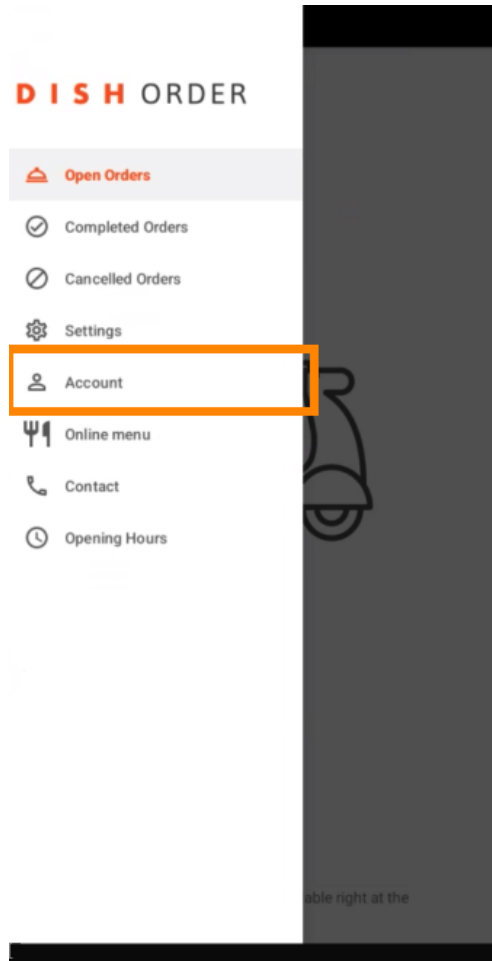 DISH ORDER
Open Orders
Completed Orders
Cancelled Orders
Settings
Account
Online menu
Contact
Opening Hours
able right at the